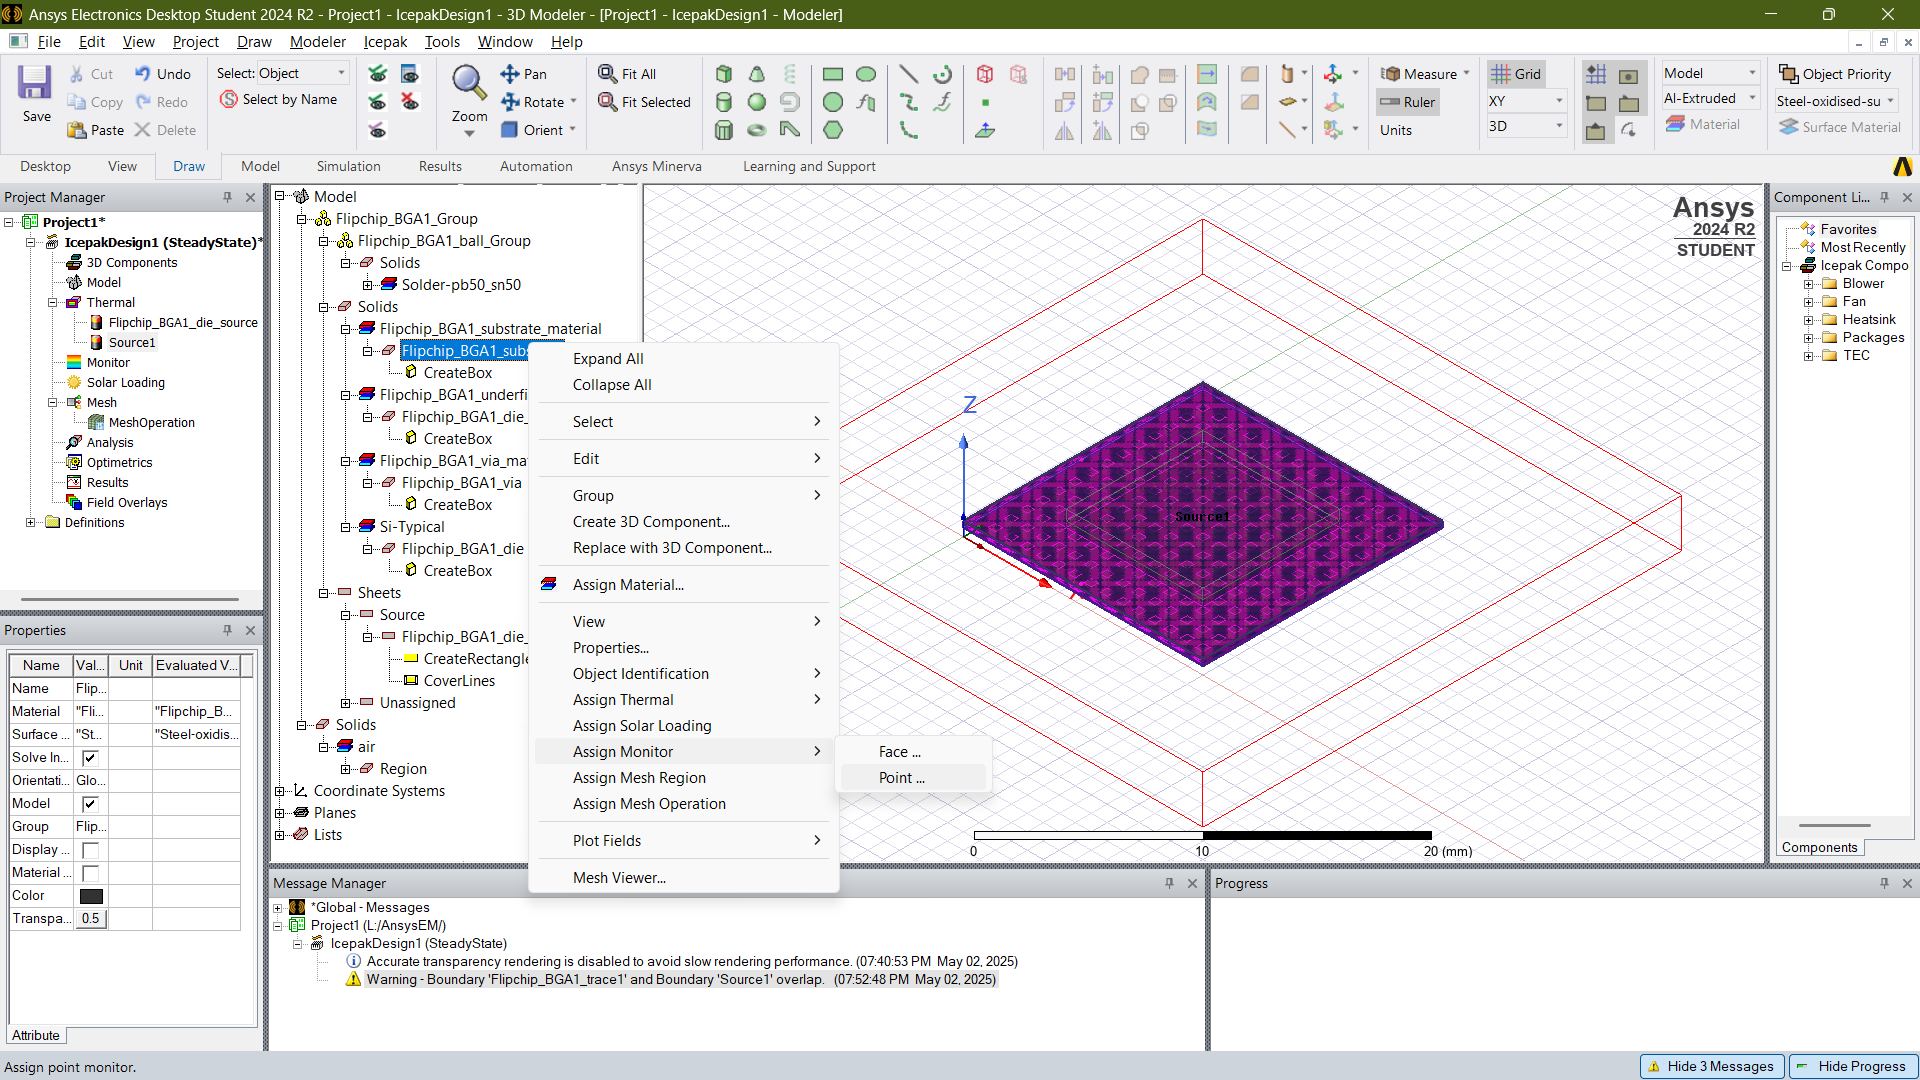 Ansys Electronics Desktop Student 2024 R2 - Project1 - IcepakDesign1 - 3D Modeler - [Project1 - IcepakDesign1 - Modeler]
File Edit View Project Draw Modeler Icepak Tools Window Help
Save
Cut
Copy
Paste
Undo
Redo
Delete
Select: Object
Select by Name
Zoom
Pan
Rotate
Orient
Fit All
Fit Selected
Measure
Ruler
Units
Grid
XY
3D
Model
Al-Extruded
Material
Object Priority
Steel-oxidised-su
Surface Material
Desktop View Draw Model Simulation Results Automation Ansys Minerva Learning and Support
Project Manager
Project1*
IcepakDesign1 (SteadyState)*
3D Components
Model
Thermal
Flipchip_BGA1_die_source
Source1
Monitor
Solar Loading
Mesh
MeshOperation
Analysis
Optimetrics
Results
Field Overlays
Definitions
Properties
Name Val... Unit Evaluated V...
Name Flip...
Material "Fli... "Flipchip_B...
Surface ... "St... "Steel-oxidis...
Solve In...
Orientati... Glo...
Model
Group Flip...
Display ...
Material ...
Color
Transpa... 0.5
Attribute
Model
Flipchip_BGA1_Group
Flipchip_BGA1_ball_Group
Solids
Solder-pb50_sn50
Solids
Flipchip_BGA1_substrate_material
Flipchip_BGA1_subs
CreateBox
Flipchip_BGA1_underfi
Flipchip_BGA1_die_
CreateBox
Flipchip_BGA1_via_ma
Flipchip_BGA1_via
CreateBox
Si-Typical
Flipchip_BGA1_die
CreateBox
Sheets
Source
Flipchip_BGA1_die_
CreateRectangle
CoverLines
Unassigned
Solids
air
Region
Coordinate Systems
Planes
Lists
Expand All
Collapse All
Select
Edit
Group
Create 3D Component...
Replace with 3D Component...
Assign Material...
View
Properties...
Object Identification
Assign Thermal
Assign Solar Loading
Assign Monitor
Assign Mesh Region
Assign Mesh Operation
Plot Fields
Mesh Viewer...
Face ...
Point ...
Ansys
2024 R2
STUDENT
Z
Source1
0 10 20 (mm)
Component Li...
Favorites
Most Recently
Icepak Compo
Blower
Fan
Heatsink
Packages
TEC
Components
Message Manager
*Global - Messages
Project1 (L:/AnsysEM/)
IcepakDesign1 (SteadyState)
Accurate transparency rendering is disabled to avoid slow rendering performance. (07:40:53 PM May 02, 2025)
Warning - Boundary 'Flipchip_BGA1_trace1' and Boundary 'Source1' overlap. (07:52:48 PM May 02, 2025)
Progress
Assign point monitor.
Hide 3 Messages
Hide Progress